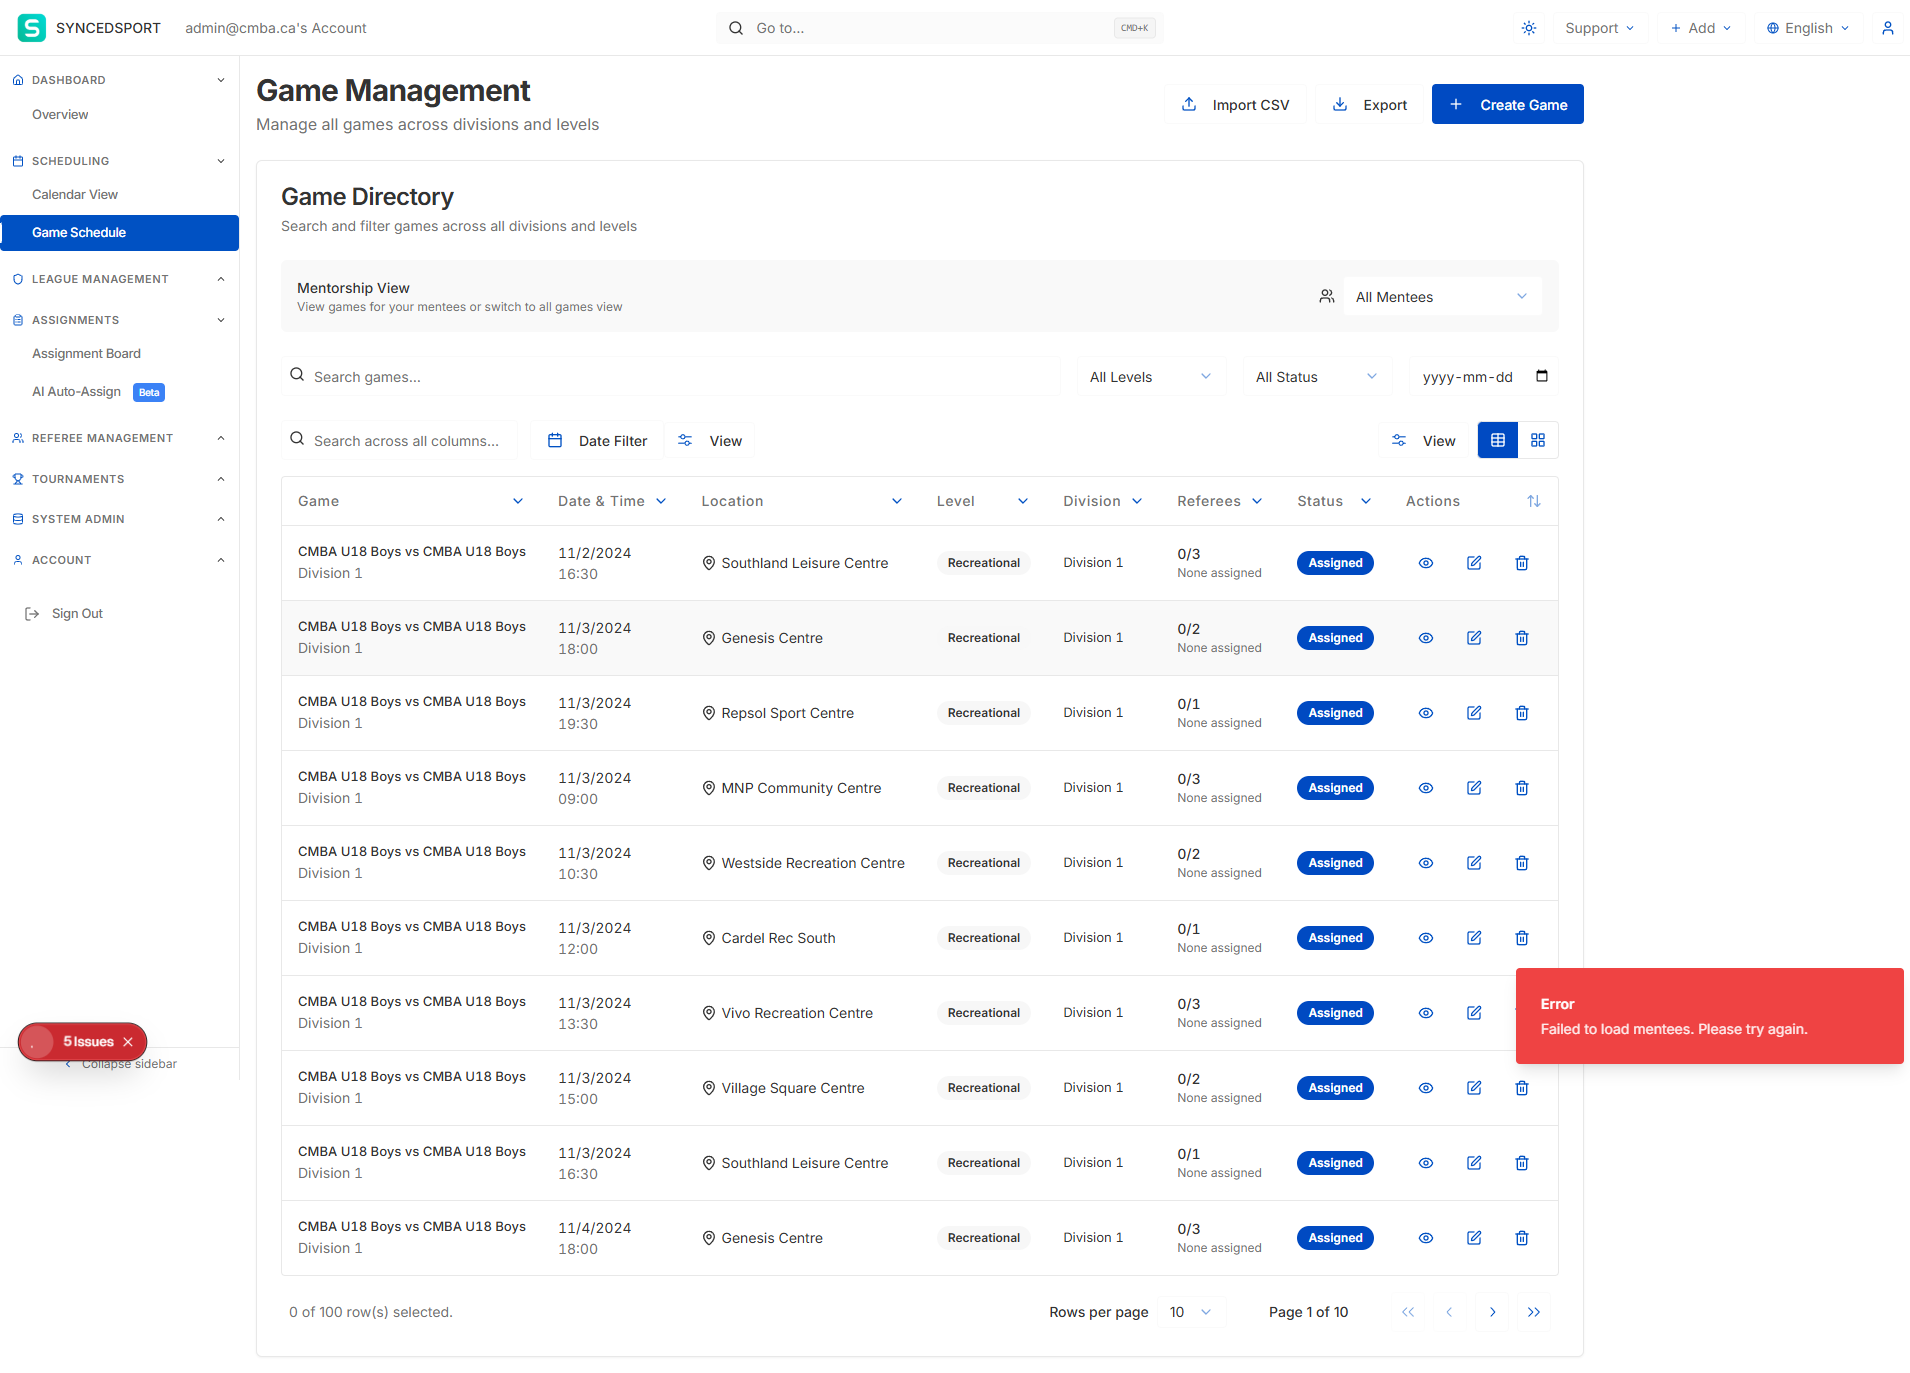 SYNCEDSPORT
admin@cmba.ca's Account
Go to...
CMD+K
Support
Add
English
DASHBOARD
Overview
SCHEDULING
Calendar View
Game Schedule
LEAGUE MANAGEMENT
ASSIGNMENTS
Assignment Board
AI Auto-Assign Beta
REFEREE MANAGEMENT
TOURNAMENTS
SYSTEM ADMIN
ACCOUNT
Sign Out
5 Issues
Collapse sidebar
Game Management
Manage all games across divisions and levels
Import CSV
Export
Create Game
Game Directory
Search and filter games across all divisions and levels
Mentorship View
View games for your mentees or switch to all games view
All Mentees
Search games...
All Levels
All Status
yyyy-mm-dd
Search across all columns...
Date Filter
View
View
Game Date & Time Location Level Division Referees Status Actions
CMBA U18 Boys vs CMBA U18 Boys 11/2/2024 Southland Leisure Centre Recreational Division 1 0/3 Assigned
Division 1 16:30 None assigned
CMBA U18 Boys vs CMBA U18 Boys 11/3/2024 Genesis Centre Recreational Division 1 0/2 Assigned
Division 1 18:00 None assigned
CMBA U18 Boys vs CMBA U18 Boys 11/3/2024 Repsol Sport Centre Recreational Division 1 0/1 Assigned
Division 1 19:30 None assigned
CMBA U18 Boys vs CMBA U18 Boys 11/3/2024 MNP Community Centre Recreational Division 1 0/3 Assigned
Division 1 09:00 None assigned
CMBA U18 Boys vs CMBA U18 Boys 11/3/2024 Westside Recreation Centre Recreational Division 1 0/2 Assigned
Division 1 10:30 None assigned
CMBA U18 Boys vs CMBA U18 Boys 11/3/2024 Cardel Rec South Recreational Division 1 0/1 Assigned
Division 1 12:00 None assigned
CMBA U18 Boys vs CMBA U18 Boys 11/3/2024 Vivo Recreation Centre Recreational Division 1 0/3 Assigned
Division 1 13:30 None assigned
CMBA U18 Boys vs CMBA U18 Boys 11/3/2024 Village Square Centre Recreational Division 1 0/2 Assigned
Division 1 15:00 None assigned
CMBA U18 Boys vs CMBA U18 Boys 11/3/2024 Southland Leisure Centre Recreational Division 1 0/1 Assigned
Division 1 16:30 None assigned
CMBA U18 Boys vs CMBA U18 Boys 11/4/2024 Genesis Centre Recreational Division 1 0/3 Assigned
Division 1 18:00 None assigned
Error
Failed to load mentees. Please try again.
0 of 100 row(s) selected.
Rows per page 10
Page 1 of 10